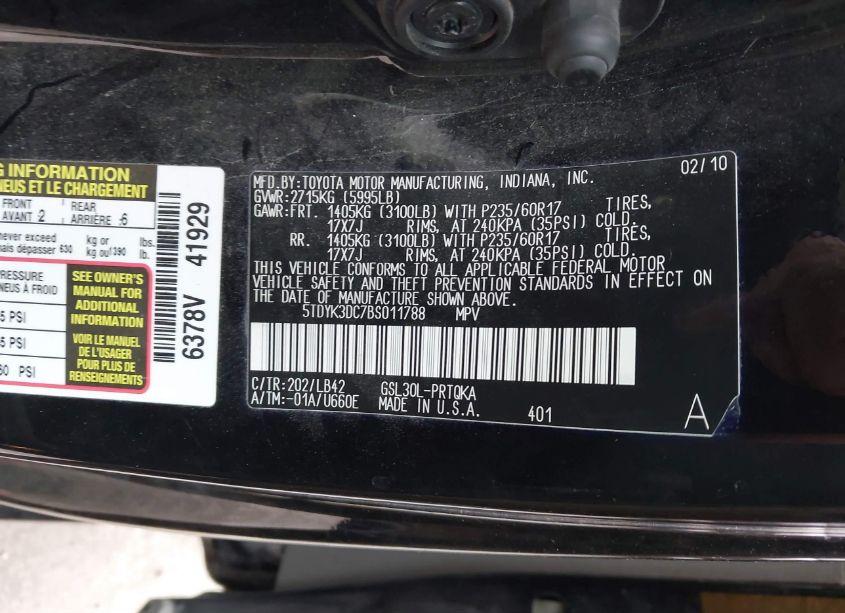 G INFORMATION
NEUS ET LE CHARGEMENT
FRONT
AVANT 2
REAR
ARRIÈRE 6
never exceed
mais dépasser 630
kg or
kg ou 1390
lbs.
lb.
PRESSURE
NEUS À FROID
5 PSI
5 PSI
60 PSI
SEE OWNER'S
MANUAL FOR
ADDITIONAL
INFORMATION
VOIR LE MANUEL
DE L'USAGER
POUR PLUS DE
RENSEIGNEMENTS
6378V 41929
02/10
MFD.BY:TOYOTA MOTOR MANUFACTURING, INDIANA, INC.
GVWR:2715KG (5995LB)
GAWR:FRT. 1405KG (3100LB) WITH P235/60R17 TIRES,
17X7J RIMS, AT 240KPA (35PSI) COLD.
RR. 1405KG (3100LB) WITH P235/60R17 TIRES,
17X7J RIMS, AT 240KPA (35PSI) COLD.
THIS VEHICLE CONFORMS TO ALL APPLICABLE FEDERAL MOTOR
VEHICLE SAFETY AND THEFT PREVENTION STANDARDS IN EFFECT ON
THE DATE OF MANUFACTURE SHOWN ABOVE.
5TDYK3DC7BS011788 MPV
C/TR:202/LB42 GSL30L-PRTQKA
A/TM:-01A/U660E MADE IN U.S.A. 401
A